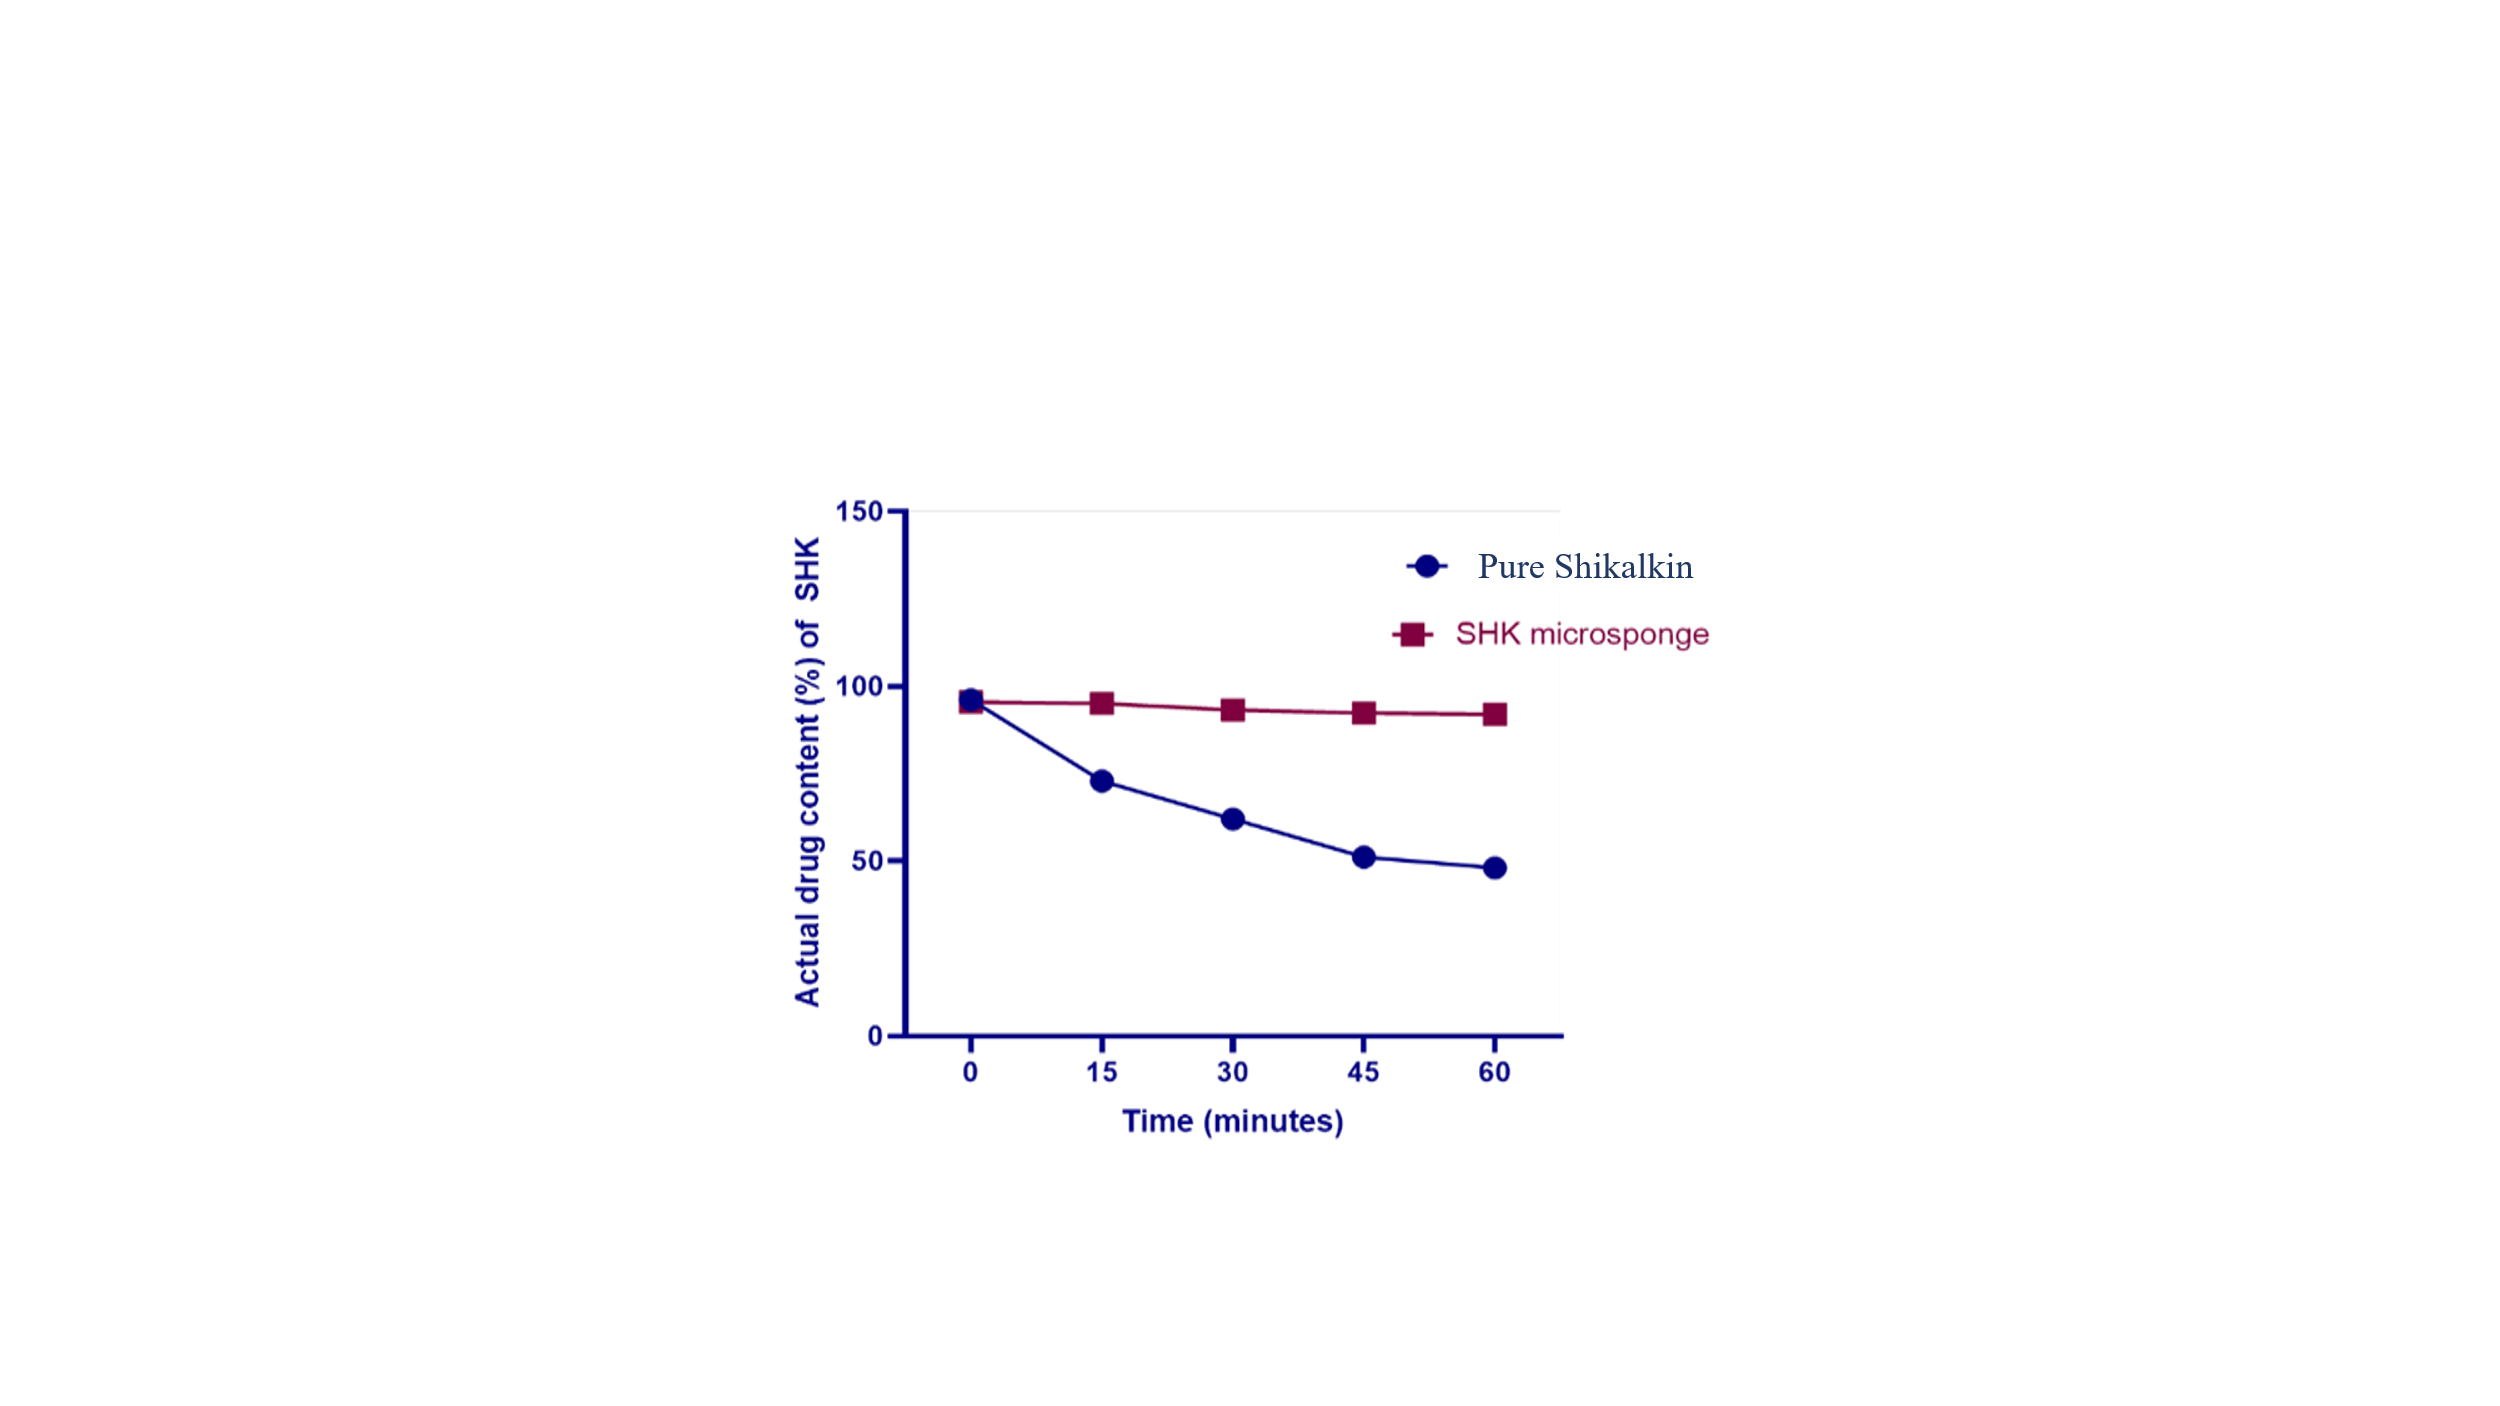 150
100
50
0
Actual drug content (%) of SHK
Pure Shikalkin
SHK microsponge
0 15 30 45 60
Time (minutes)